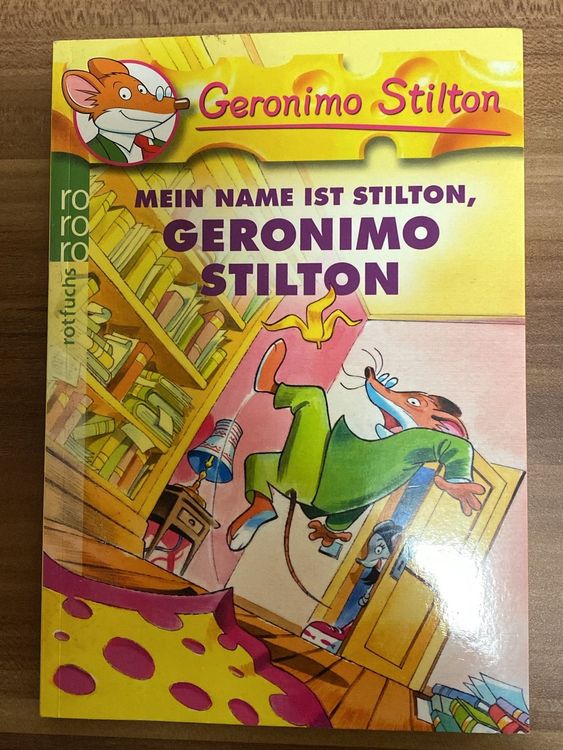 Geronimo Stilton
MEIN NAME IST STILTON,
GERONIMO
STILTON
ro
ro
ro
rotfuchs